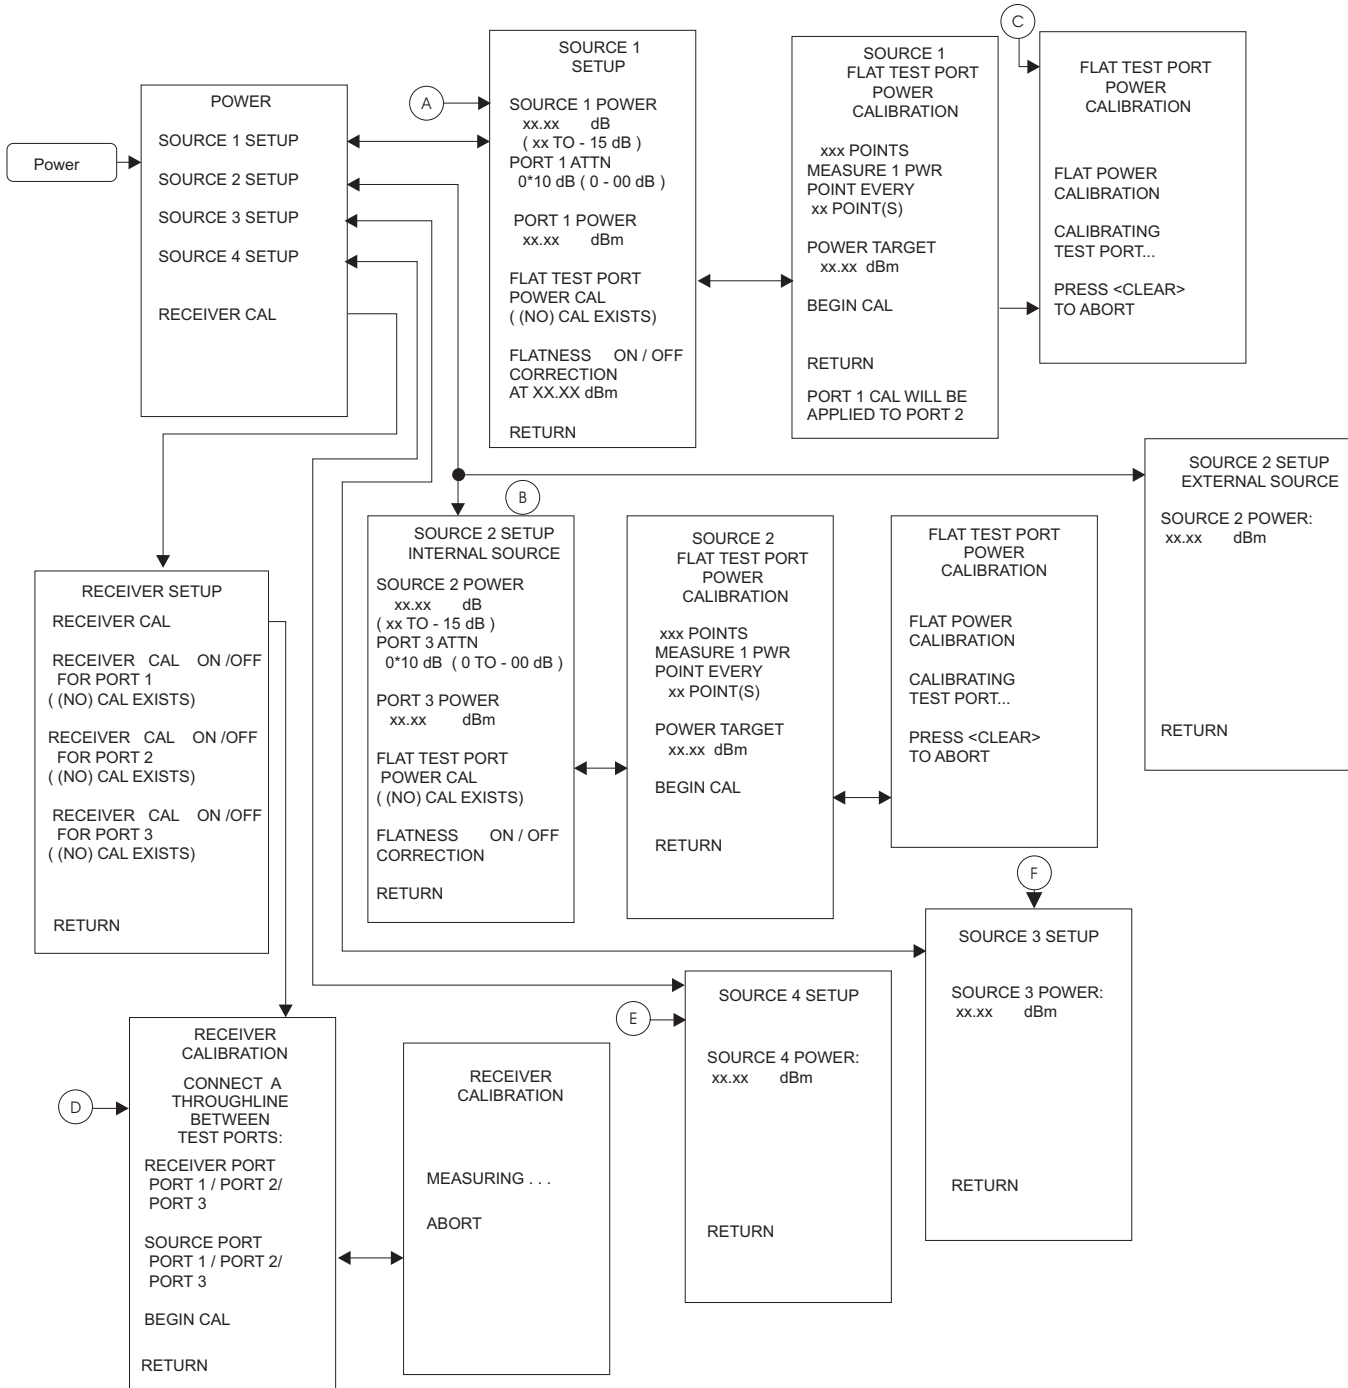 Power
POWER
SOURCE 1 SETUP
SOURCE 2 SETUP
SOURCE 3 SETUP
SOURCE 4 SETUP
RECEIVER CAL
A
SOURCE 1
SETUP
SOURCE 1 POWER
xx.xx dB
( xx TO - 15 dB )
PORT 1 ATTN
0*10 dB ( 0 - 00 dB )
PORT 1 POWER
xx.xx dBm
FLAT TEST PORT
POWER CAL
( (NO) CAL EXISTS)
FLATNESS ON / OFF
CORRECTION
AT XX.XX dBm
RETURN
SOURCE 1
FLAT TEST PORT
POWER
CALIBRATION
xxx POINTS
MEASURE 1 PWR
POINT EVERY
xx POINT(S)
POWER TARGET
xx.xx dBm
BEGIN CAL
RETURN
PORT 1 CAL WILL BE
APPLIED TO PORT 2
C
FLAT TEST PORT
POWER
CALIBRATION
FLAT POWER
CALIBRATION
CALIBRATING
TEST PORT...
PRESS <CLEAR>
TO ABORT
SOURCE 2 SETUP
EXTERNAL SOURCE
SOURCE 2 POWER:
xx.xx dBm
RETURN
B
SOURCE 2 SETUP
INTERNAL SOURCE
SOURCE 2 POWER
xx.xx dB
( xx TO - 15 dB )
PORT 3 ATTN
0*10 dB ( 0 TO - 00 dB )
PORT 3 POWER
xx.xx dBm
FLAT TEST PORT
POWER CAL
( (NO) CAL EXISTS)
FLATNESS ON / OFF
CORRECTION
RETURN
SOURCE 2
FLAT TEST PORT
POWER
CALIBRATION
xxx POINTS
MEASURE 1 PWR
POINT EVERY
xx POINT(S)
POWER TARGET
xx.xx dBm
BEGIN CAL
RETURN
FLAT TEST PORT
POWER
CALIBRATION
FLAT POWER
CALIBRATION
CALIBRATING
TEST PORT...
PRESS <CLEAR>
TO ABORT
RECEIVER SETUP
RECEIVER CAL
RECEIVER CAL ON /OFF
FOR PORT 1
( (NO) CAL EXISTS)
RECEIVER CAL ON /OFF
FOR PORT 2
( (NO) CAL EXISTS)
RECEIVER CAL ON /OFF
FOR PORT 3
( (NO) CAL EXISTS)
RETURN
F
SOURCE 3 SETUP
SOURCE 3 POWER:
xx.xx dBm
RETURN
E
SOURCE 4 SETUP
SOURCE 4 POWER:
xx.xx dBm
RETURN
D
RECEIVER
CALIBRATION
CONNECT A
THROUGHLINE
BETWEEN
TEST PORTS:
RECEIVER PORT
PORT 1 / PORT 2/
PORT 3
SOURCE PORT
PORT 1 / PORT 2/
PORT 3
BEGIN CAL
RETURN
RECEIVER
CALIBRATION
MEASURING . . .
ABORT